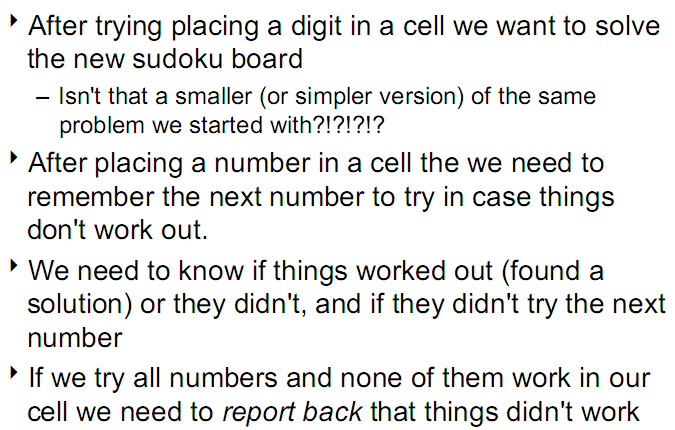 After trying placing a digit in a cell we want to solve
the new sudoku board
– Isn't that a smaller (or simpler version) of the same
problem we started with?!?!?!?
After placing a number in a cell the we need to
remember the next number to try in case things
don't work out.
We need to know if things worked out (found a
solution) or they didn't, and if they didn't try the next
number
If we try all numbers and none of them work in our
cell we need to report back that things didn't work